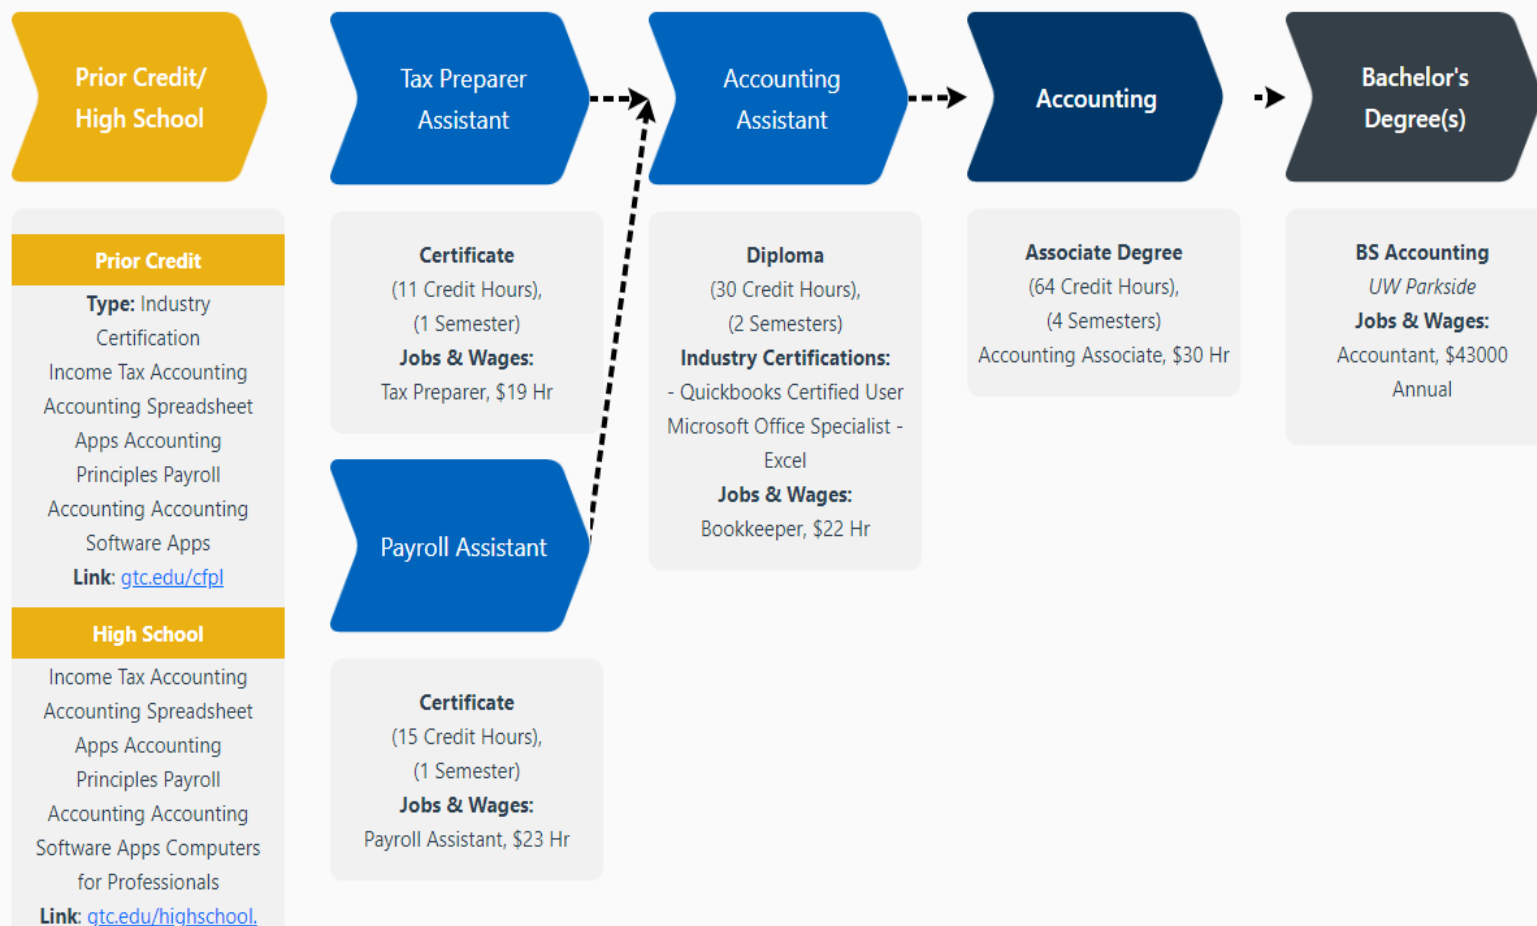 Prior Credit/
High School
Prior Credit
Type: Industry
Certification
Income Tax Accounting
Accounting Spreadsheet
Apps Accounting
Principles Payroll
Accounting Accounting
Software Apps
Link: gtc.edu/cfpl
High School
Income Tax Accounting
Accounting Spreadsheet
Apps Accounting
Principles Payroll
Accounting Accounting
Software Apps Computers
for Professionals
Link: gtc.edu/highschool.
Tax Preparer
Assistant
Certificate
(11 Credit Hours),
(1 Semester)
Jobs & Wages:
Tax Preparer, $19 Hr
Payroll Assistant
Certificate
(15 Credit Hours),
(1 Semester)
Jobs & Wages:
Payroll Assistant, $23 Hr
Accounting
Assistant
Diploma
(30 Credit Hours),
(2 Semesters)
Industry Certifications:
- Quickbooks Certified User
Microsoft Office Specialist -
Excel
Jobs & Wages:
Bookkeeper, $22 Hr
Accounting
Associate Degree
(64 Credit Hours),
(4 Semesters)
Accounting Associate, $30 Hr
Bachelor's
Degree(s)
BS Accounting
UW Parkside
Jobs & Wages:
Accountant, $43000
Annual